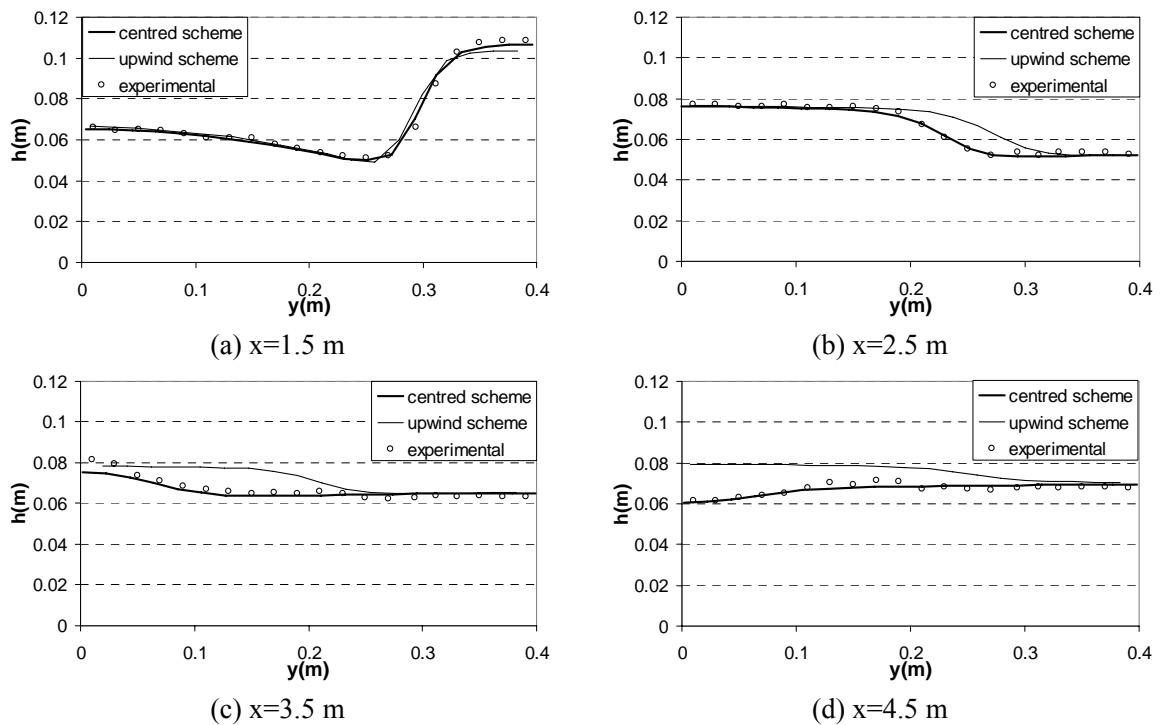 0.12
0.1
0.08
0.06
0.04
0.02
0
h(m)
0 0.1 0.2 0.3 0.4
y(m)
centred scheme
upwind scheme
experimental
(a) x=1.5 m
0.12
0.1
0.08
0.06
0.04
0.02
0
h(m)
0 0.1 0.2 0.3 0.4
y(m)
centred scheme
upwind scheme
experimental
(b) x=2.5 m
0.12
0.1
0.08
0.06
0.04
0.02
0
h(m)
0 0.1 0.2 0.3 0.4
y(m)
centred scheme
upwind scheme
experimental
(c) x=3.5 m
0.12
0.1
0.08
0.06
0.04
0.02
0
h(m)
0 0.1 0.2 0.3 0.4
y(m)
centred scheme
upwind scheme
experimental
(d) x=4.5 m